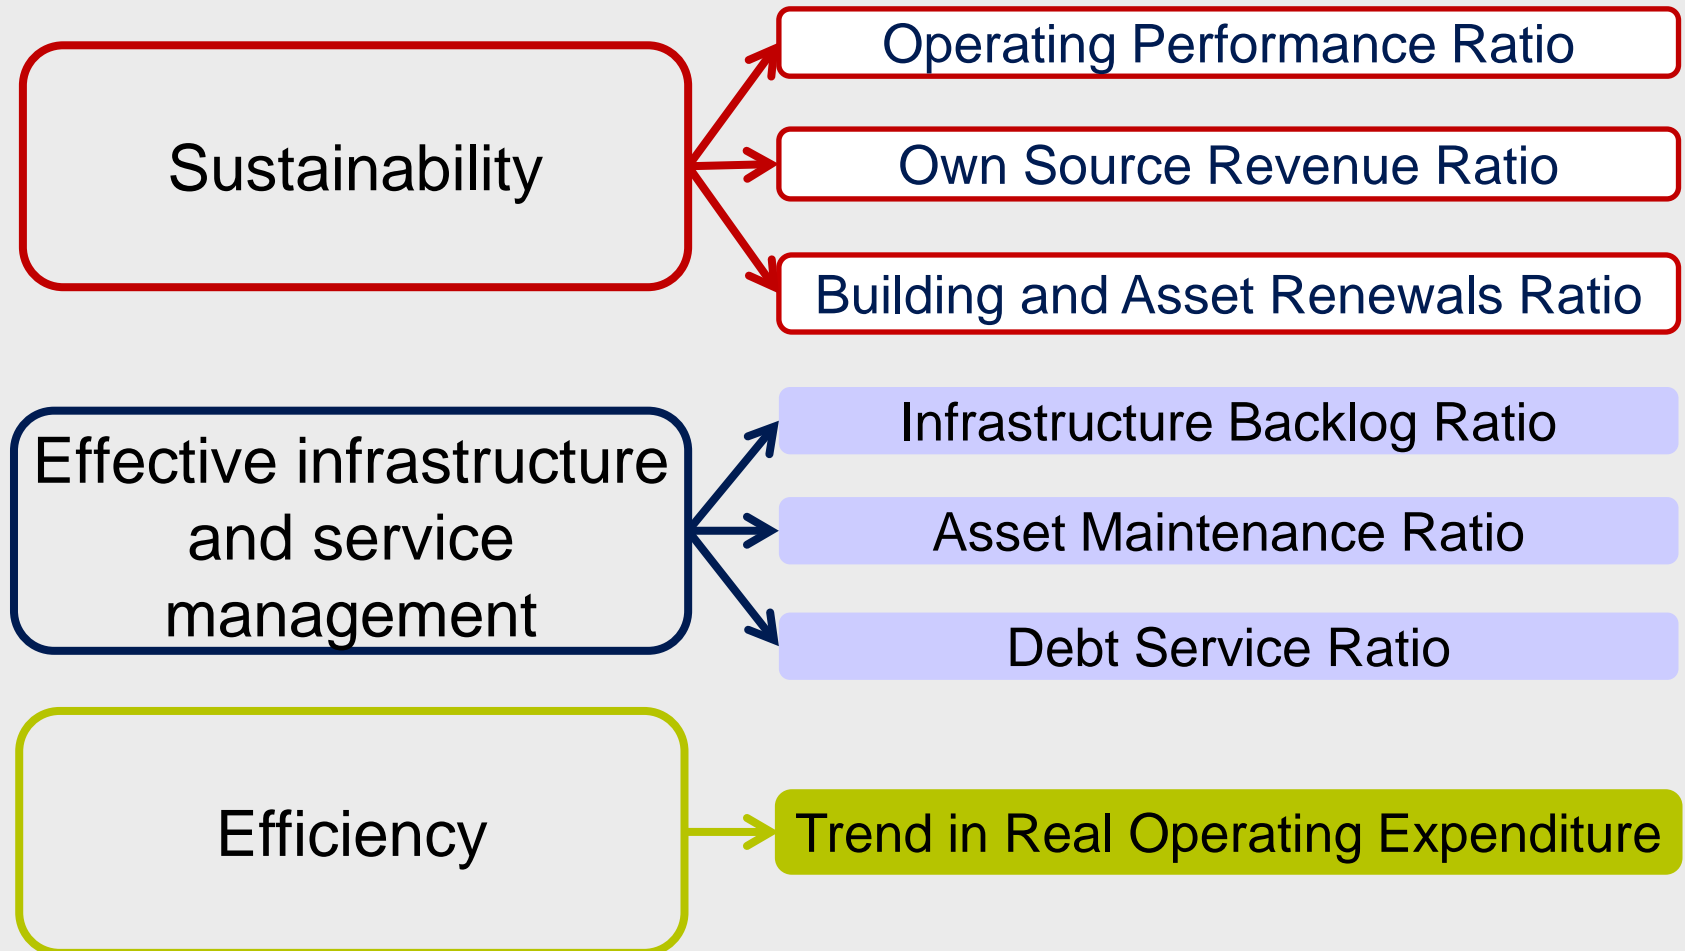 Sustainability
Operating Performance Ratio
Own Source Revenue Ratio
Building and Asset Renewals Ratio
Effective infrastructure
and service
management
Infrastructure Backlog Ratio
Asset Maintenance Ratio
Debt Service Ratio
Efficiency
Trend in Real Operating Expenditure